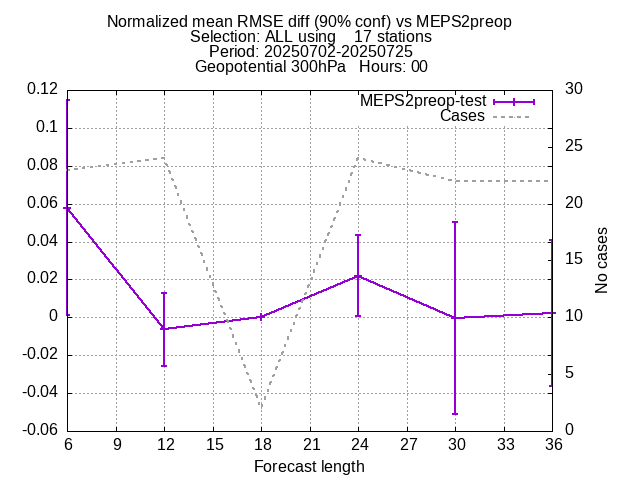 Normalized mean RMSE diff (90% conf) vs MEPS2preop
Selection: ALL using    17 stations
Period: 20250702-20250725
Geopotential 300hPa   Hours: 00
MEPS2preop-test
Cases
0.12
0.1
0.08
0.06
0.04
0.02
0
-0.02
-0.04
-0.06
30
25
20
15
10
5
0
No cases
6 9 12 15 18 21 24 27 30 33 36
Forecast length